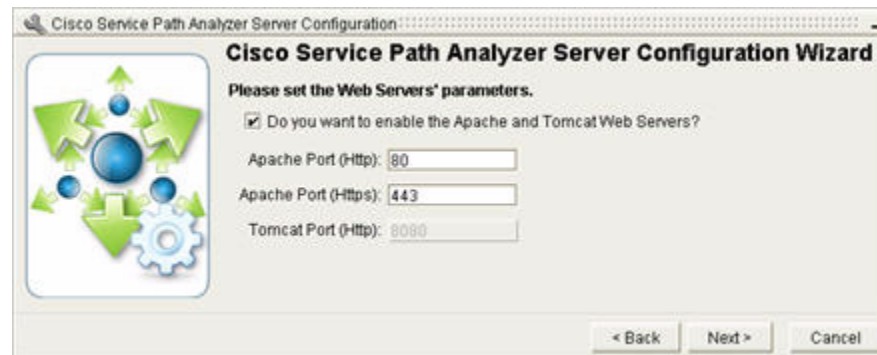 Cisco Service Path Analyzer Server Configuration
Cisco Service Path Analyzer Server Configuration Wizard
Please set the Web Servers' parameters.
Do you want to enable the Apache and Tomcat Web Servers?
Apache Port (Http): 80
Apache Port (Https): 443
Tomcat Port (Http): 8080
< Back Next > Cancel